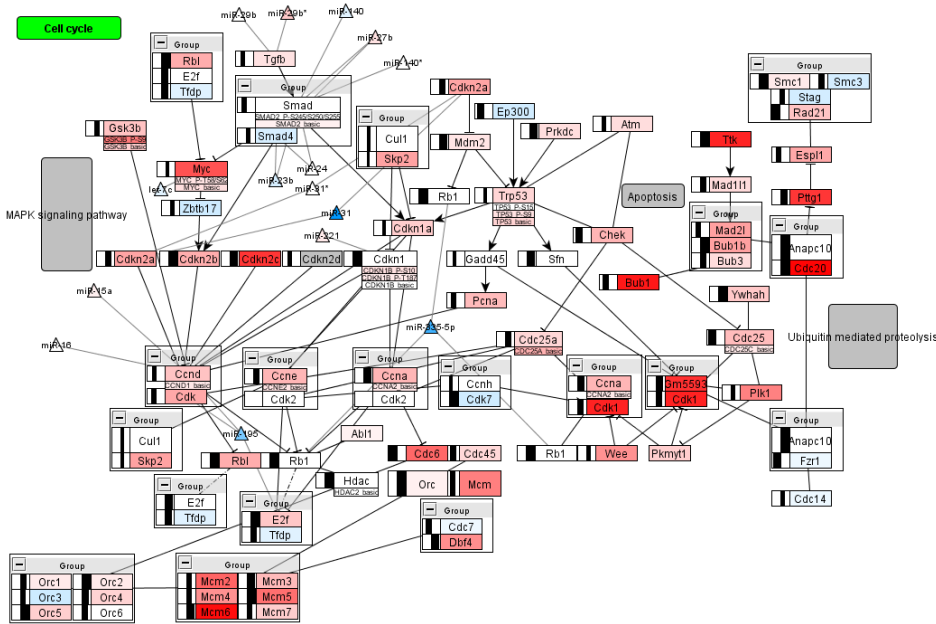 Cell cycle
miR-29b
miR-29b*
miR-140
miR-27b
miR-140*
Group
Rbl
E2f
Tfdp
Tgfb
Group
Smad
SMAD2_P-S245/S250/S255
SMAD2_basic
Smad4
Cdkn2a
Ep300
Prkdc
Atm
Group
Smc1
Smc3
Stag
Rad21
Gsk3b
GSK3B_P-S9
GSK3B_basic
Group
Cul1
Skp2
Mdm2
Ttk
Espl1
Myc
MYC_P-T58/S62
MYC_basic
let-7c
miR-23b
miR-24
miR-31*
Rb1
Trp53
TP53_P-S15
TP53_P-S9
TP53_basic
Apoptosis
Mad1l1
Pttg1
MAPK signaling pathway
Zbtb17
miR-31
miR-221
Cdkn1a
Chek
Group
Mad2l
Bub1b
Bub3
Group
Anapc10
Cdc20
Cdkn2a
Cdkn2b
Cdkn2c
Cdkn2d
Cdkn1
CDKN1B_P-S10
CDKN1B_P-T187
CDKN1B_basic
Gadd45
Sfn
Bub1
miR-15a
Pcna
Ywhah
miR-16
miR-335-5p
Cdc25a
CDC25A_basic
Cdc25
CDC25C_basic
Ubiquitin mediated proteolysis
Group
Ccnd
CCND1_basic
Cdk
Group
Ccne
CCNE2_basic
Cdk2
Group
Ccna
CCNA2_basic
Cdk2
Group
Ccnh
Cdk7
Group
Ccna
Cdk1
Group
Gm5593
Cdk1
Plk1
Group
Cul1
Skp2
miR-195
Abl1
Group
Anapc10
Fzr1
Rbl
Rb1
Cdc6
Cdc45
Rb1
Wee
Pkmyt1
Hdac
HDAC2_basic
Orc
Mcm
Cdc14
Group
E2f
Tfdp
Group
E2f
Tfdp
Group
Cdc7
Dbf4
Group
Orc1
Orc2
Orc3
Orc4
Orc5
Orc6
Group
Mcm2
Mcm3
Mcm4
Mcm5
Mcm6
Mcm7